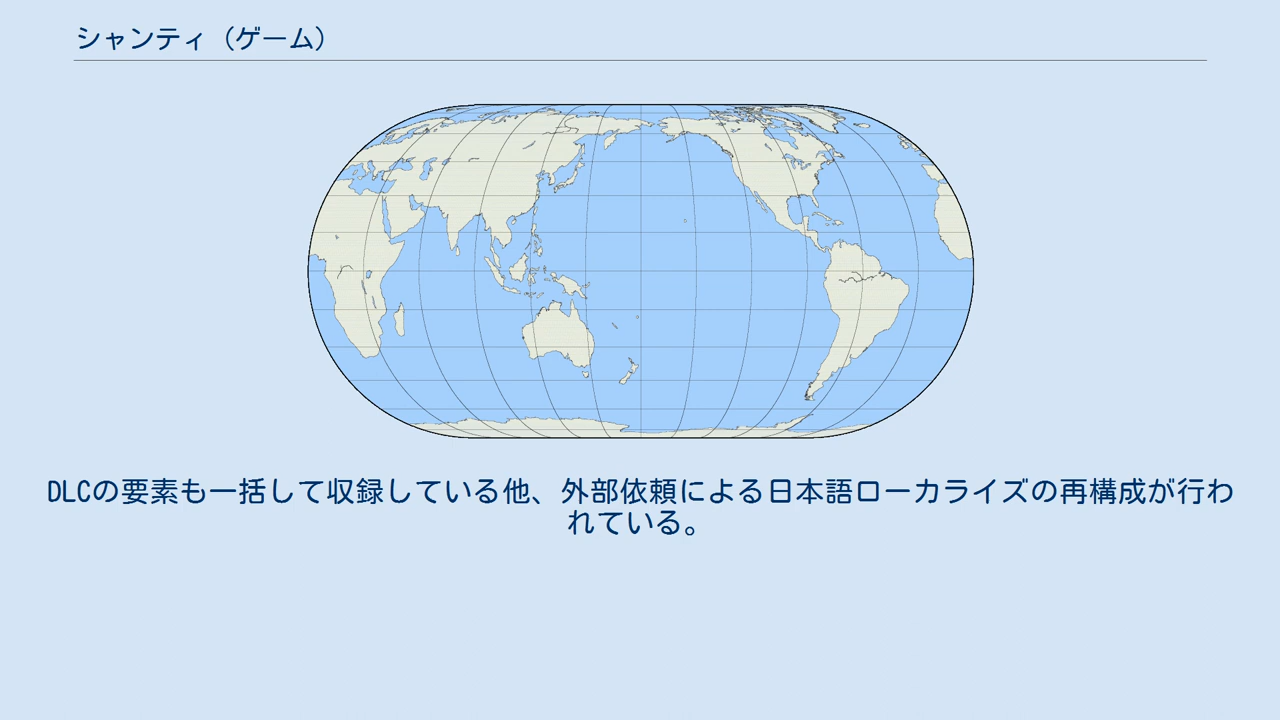 シャンティ（ゲーム）
DLCの要素も一括して収録している他、外部依頼による日本語ローカライズの再構成が行わ
れている。